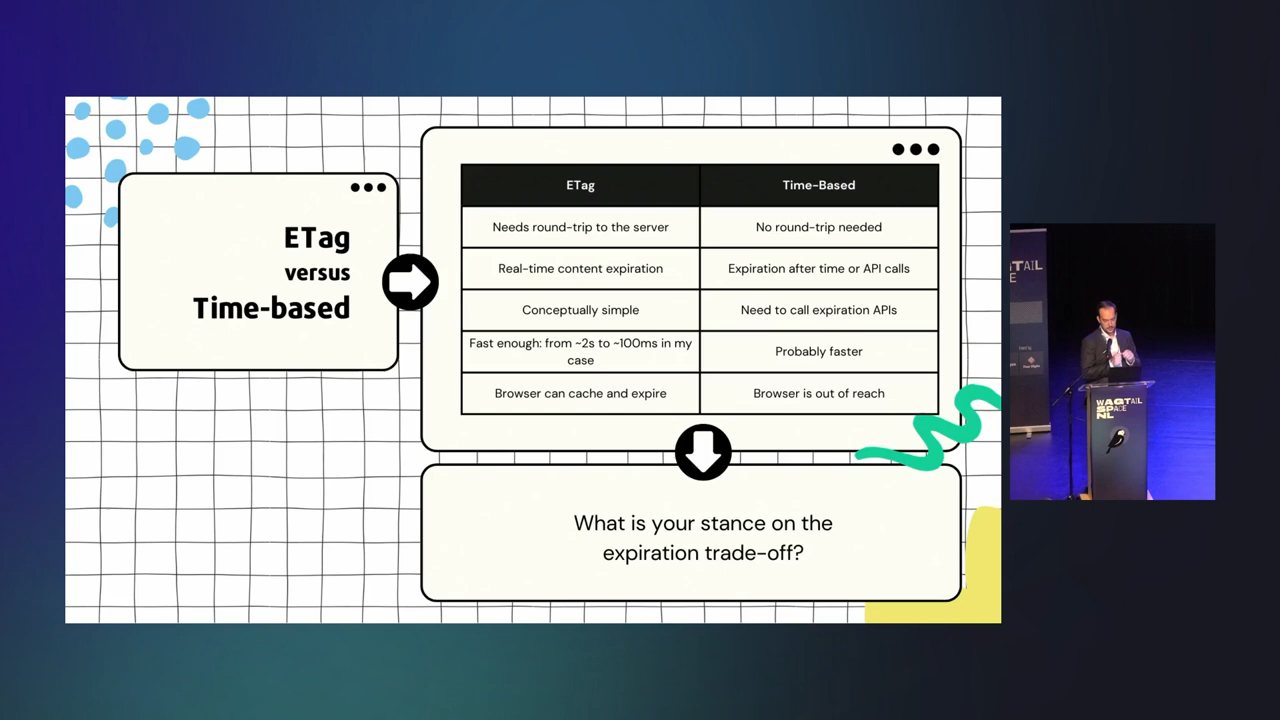 ETag
versus
Time-based
ETag
Time-Based
Needs round-trip to the server
No round-trip needed
Real-time content expiration
Expiration after time or API calls
Conceptually simple
Need to call expiration APIs
Fast enough: from ~2s to ~100ms in my
case
Probably faster
Browser can cache and expire
Browser is out of reach
What is your stance on the
expiration trade-off?
WAGTAIL
SPACE
NL